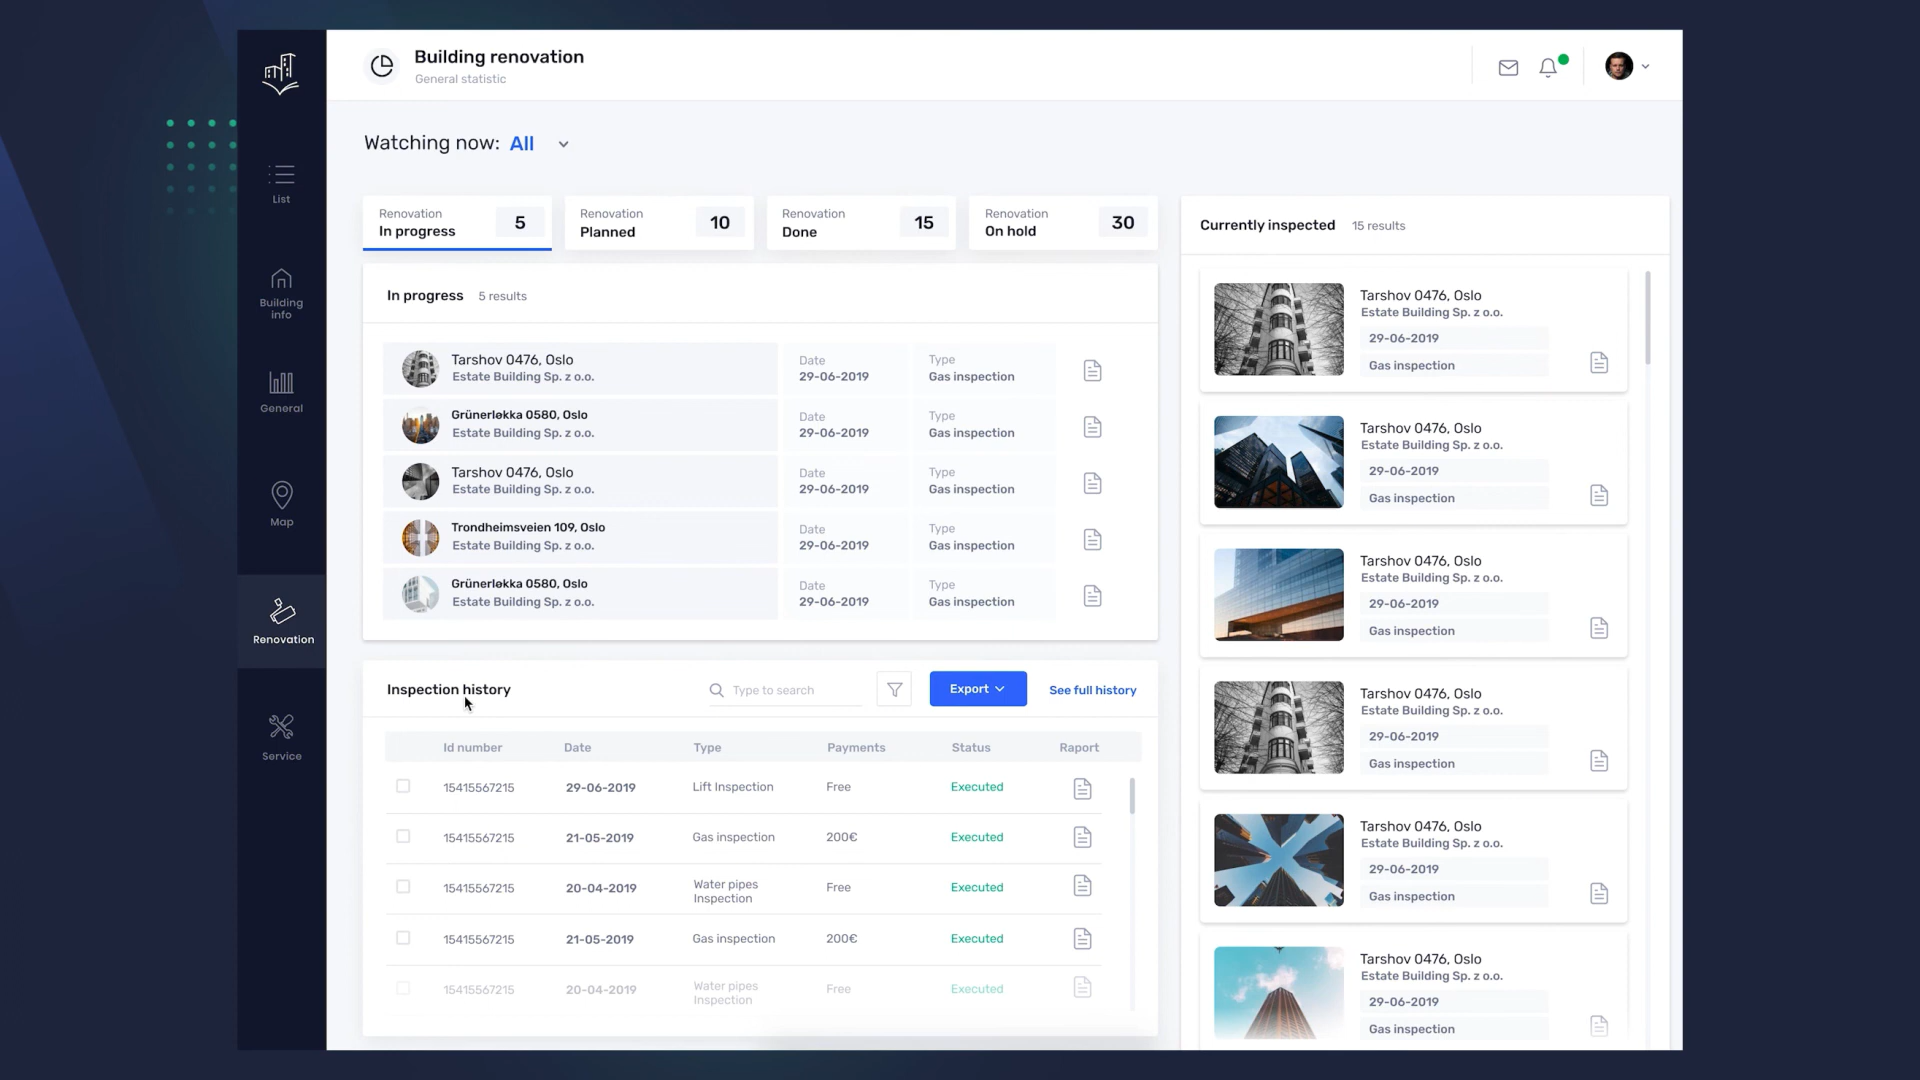 Building renovation
General statistic
Watching now: All
List
Building
info
General
Map
Renovation
Service
Renovation
In progress
5
Renovation
Planned
10
Renovation
Done
15
Renovation
On hold
30
In progress 5 results
Tarshov 0476, Oslo
Estate Building Sp. z o.o.
Date
29-06-2019
Type
Gas inspection
Grünerløkka 0580, Oslo
Estate Building Sp. z o.o.
Date
29-06-2019
Type
Gas inspection
Tarshov 0476, Oslo
Estate Building Sp. z o.o.
Date
29-06-2019
Type
Gas inspection
Trondheimsveien 109, Oslo
Estate Building Sp. z o.o.
Date
29-06-2019
Type
Gas inspection
Grünerløkka 0580, Oslo
Estate Building Sp. z o.o.
Date
29-06-2019
Type
Gas inspection
Inspection history
Type to search
Export
See full history
Id number Date Type Payments Status Raport
15415567215 29-06-2019 Lift Inspection Free Executed
15415567215 21-05-2019 Gas inspection 200€ Executed
15415567215 20-04-2019 Water pipes
Inspection Free Executed
15415567215 21-05-2019 Gas inspection 200€ Executed
15415567215 20-04-2019 Water pipes
Inspection Free Executed
Currently inspected 15 results
Tarshov 0476, Oslo
Estate Building Sp. z o.o.
29-06-2019
Gas inspection
Tarshov 0476, Oslo
Estate Building Sp. z o.o.
29-06-2019
Gas inspection
Tarshov 0476, Oslo
Estate Building Sp. z o.o.
29-06-2019
Gas inspection
Tarshov 0476, Oslo
Estate Building Sp. z o.o.
29-06-2019
Gas inspection
Tarshov 0476, Oslo
Estate Building Sp. z o.o.
29-06-2019
Gas inspection
Tarshov 0476, Oslo
Estate Building Sp. z o.o.
29-06-2019
Gas inspection